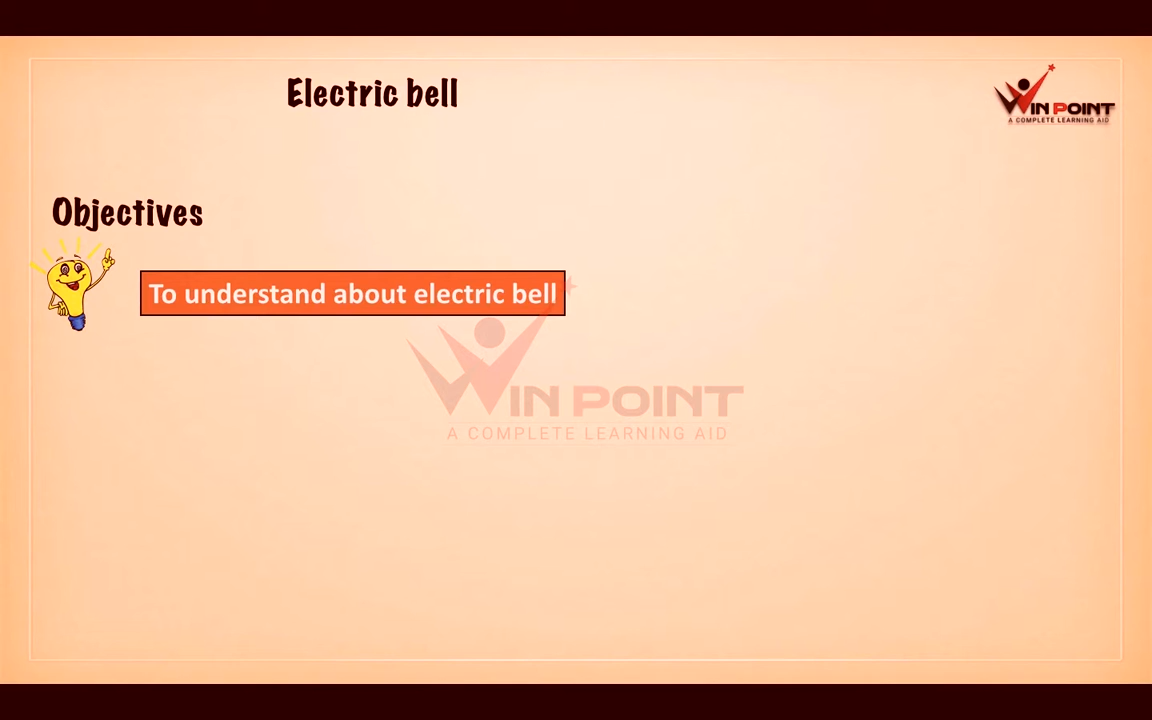 Electric bell
WIN POINT
A COMPLETE LEARNING AID
Objectives
To understand about electric bell
WIN POINT
A COMPLETE LEARNING AID